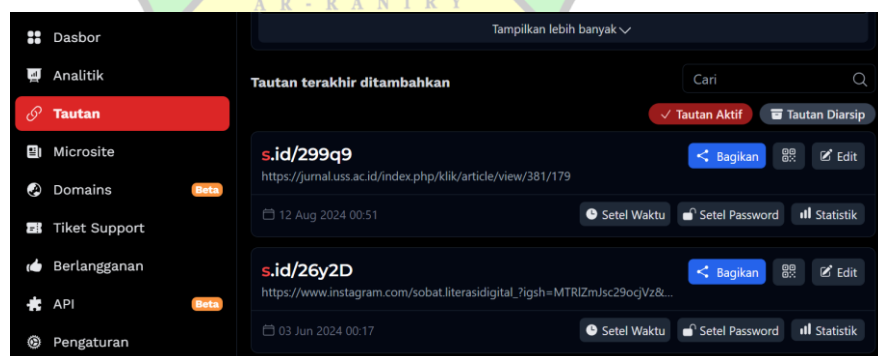 AR-RANIRY
Dasbor
Analitik
Tautan
Microsite
Domains Beta
Tiket Support
Berlangganan
API Beta
Pengaturan
Tampilkan lebih banyak
Tautan terakhir ditambahkan
Cari
Tautan Aktif
Tautan Diarsip
s.id/299q9
Bagikan
Edit
https://jurnal.uss.ac.id/index.php/klik/article/view/381/179
12 Aug 2024 00:51
Setel Waktu
Setel Password
Statistik
s.id/26y2D
Bagikan
Edit
https://www.instagram.com/sobat.literasidigital_?igsh=MTRlZmJsc29ocjVz&...
03 Jun 2024 00:17
Setel Waktu
Setel Password
Statistik